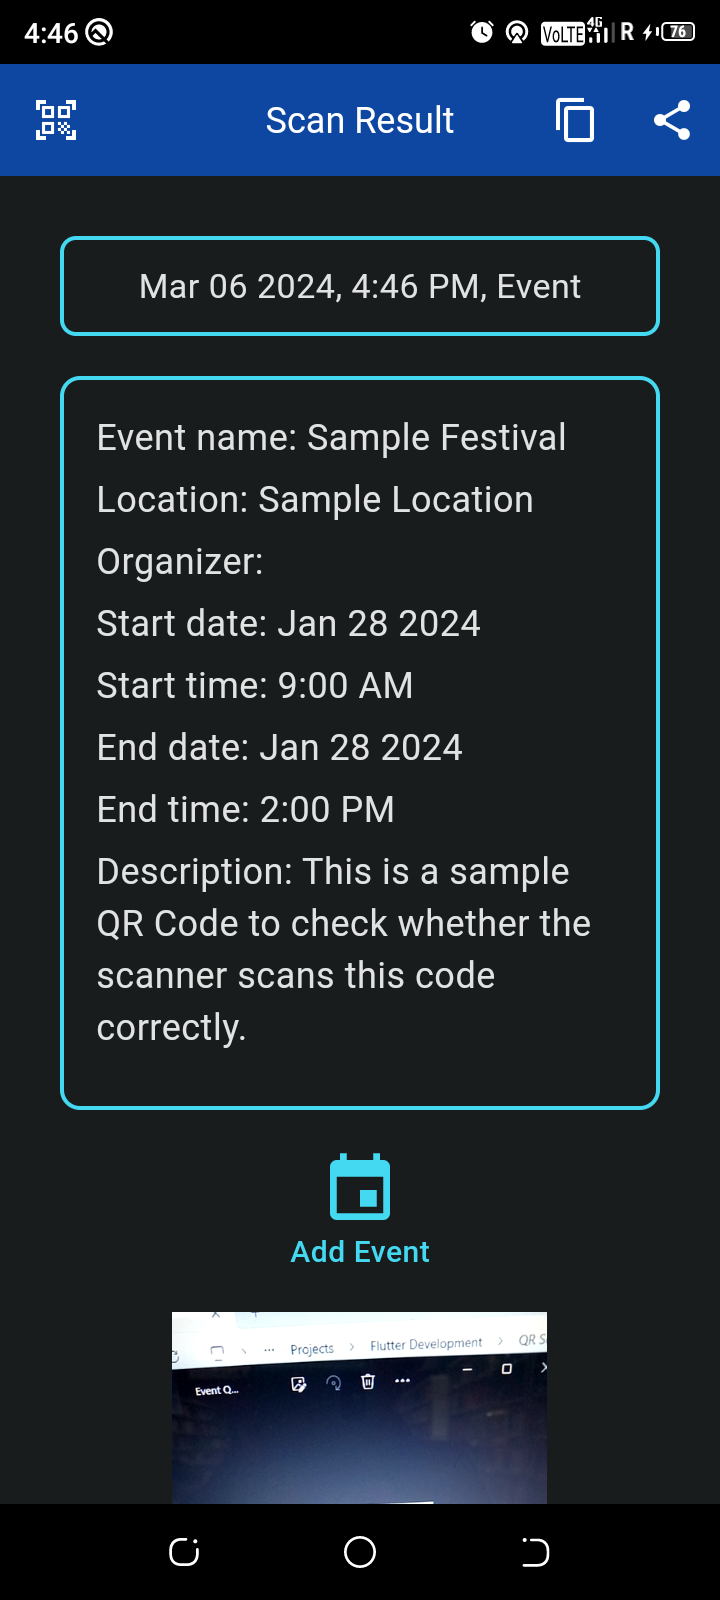 4:46
VoLTE 4G R 76
Scan Result
Mar 06 2024, 4:46 PM, Event
Event name: Sample Festival
Location: Sample Location
Organizer:
Start date: Jan 28 2024
Start time: 9:00 AM
End date: Jan 28 2024
End time: 2:00 PM
Description: This is a sample
QR Code to check whether the
scanner scans this code
correctly.
Add Event
... Projects > Flutter Development > QR
Event Q...